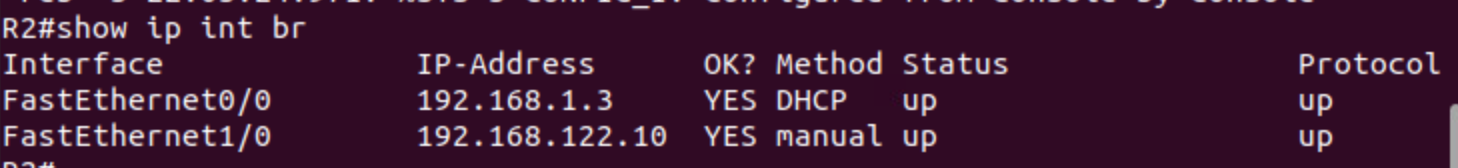 R2#show ip int br
Interface              IP-Address      OK? Method Status                Protocol
FastEthernet0/0        192.168.1.3     YES DHCP   up                    up
FastEthernet1/0        192.168.122.10  YES manual up                    up
R2#